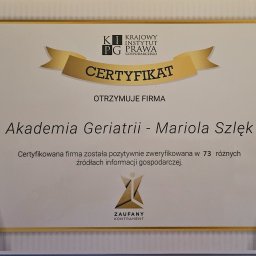 KIPG
KRAJOWY
INSTYTUT
PRAWA
GOSPODARCZEGO
CERTYFIKAT
OTRZYMUJE FIRMA
Akademia Geriatrii - Mariola Szlęk
Certyfikowana firma została pozytywnie zweryfikowana w 73 różnych
źródłach informacji gospodarczej.
ZAUFANY
KONTRAHENT